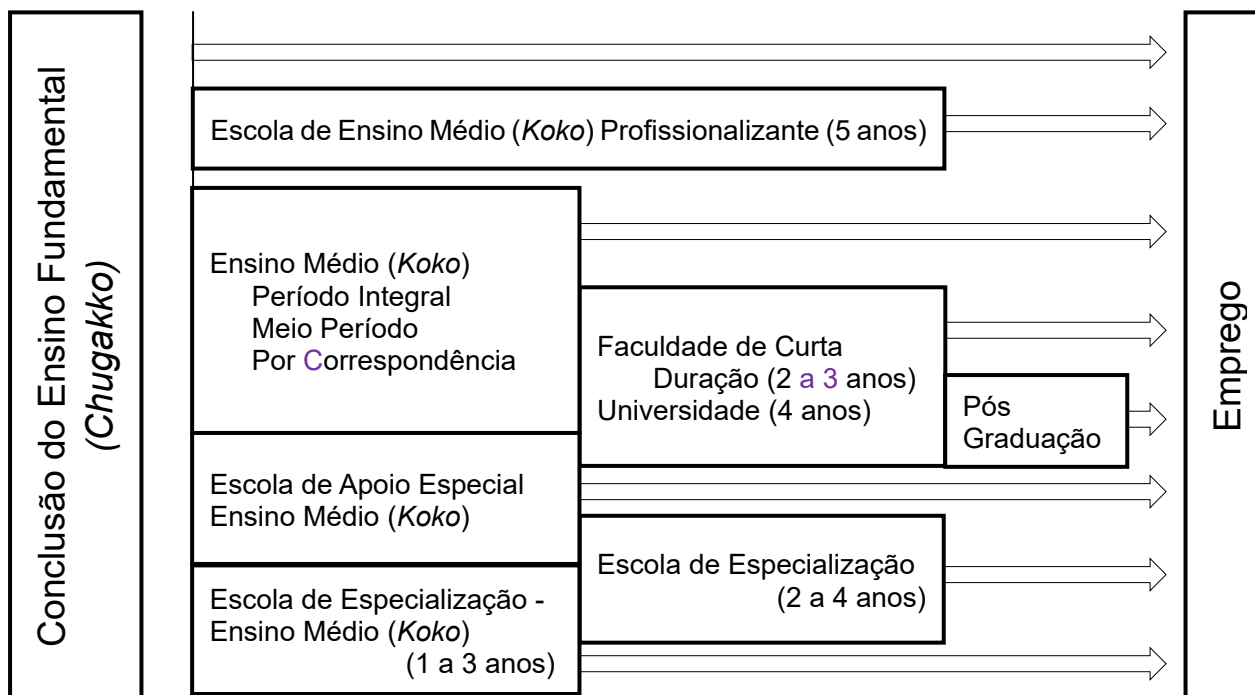 Conclusão do Ensino Fundamental
(Chugakko)
Escola de Ensino Médio (Koko) Profissionalizante (5 anos)
Ensino Médio (Koko)
Período Integral
Meio Período
Por Correspondência
Faculdade de Curta
Duração (2 a 3 anos)
Universidade (4 anos)
Pós
Graduação
Escola de Apoio Especial
Ensino Médio (Koko)
Escola de Especialização
(2 a 4 anos)
Escola de Especialização -
Ensino Médio (Koko)
(1 a 3 anos)
Emprego